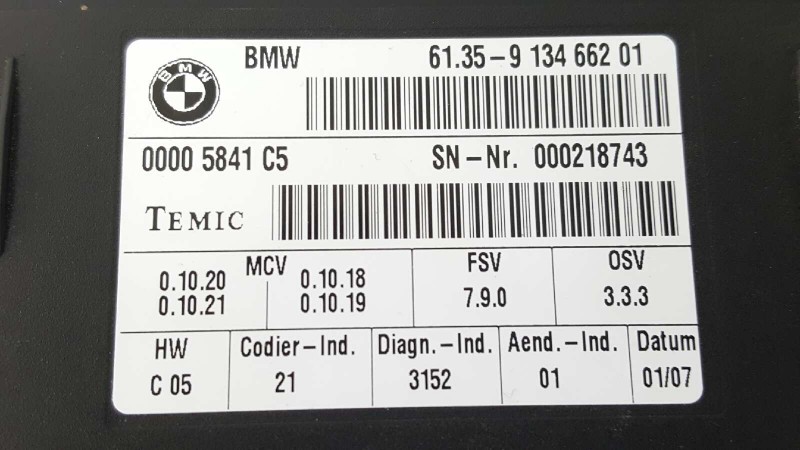 BMW 61.35-9 134 662 01
BMW
0000 5841 C5 SN-Nr. 000218743
TEMIC
MCV FSV OSV
0.10.20 0.10.18
0.10.21 0.10.19 7.9.0 3.3.3
HW Codier-Ind. Diagn.-Ind. Aend.-Ind. Datum
C 05 21 3152 01 01/07